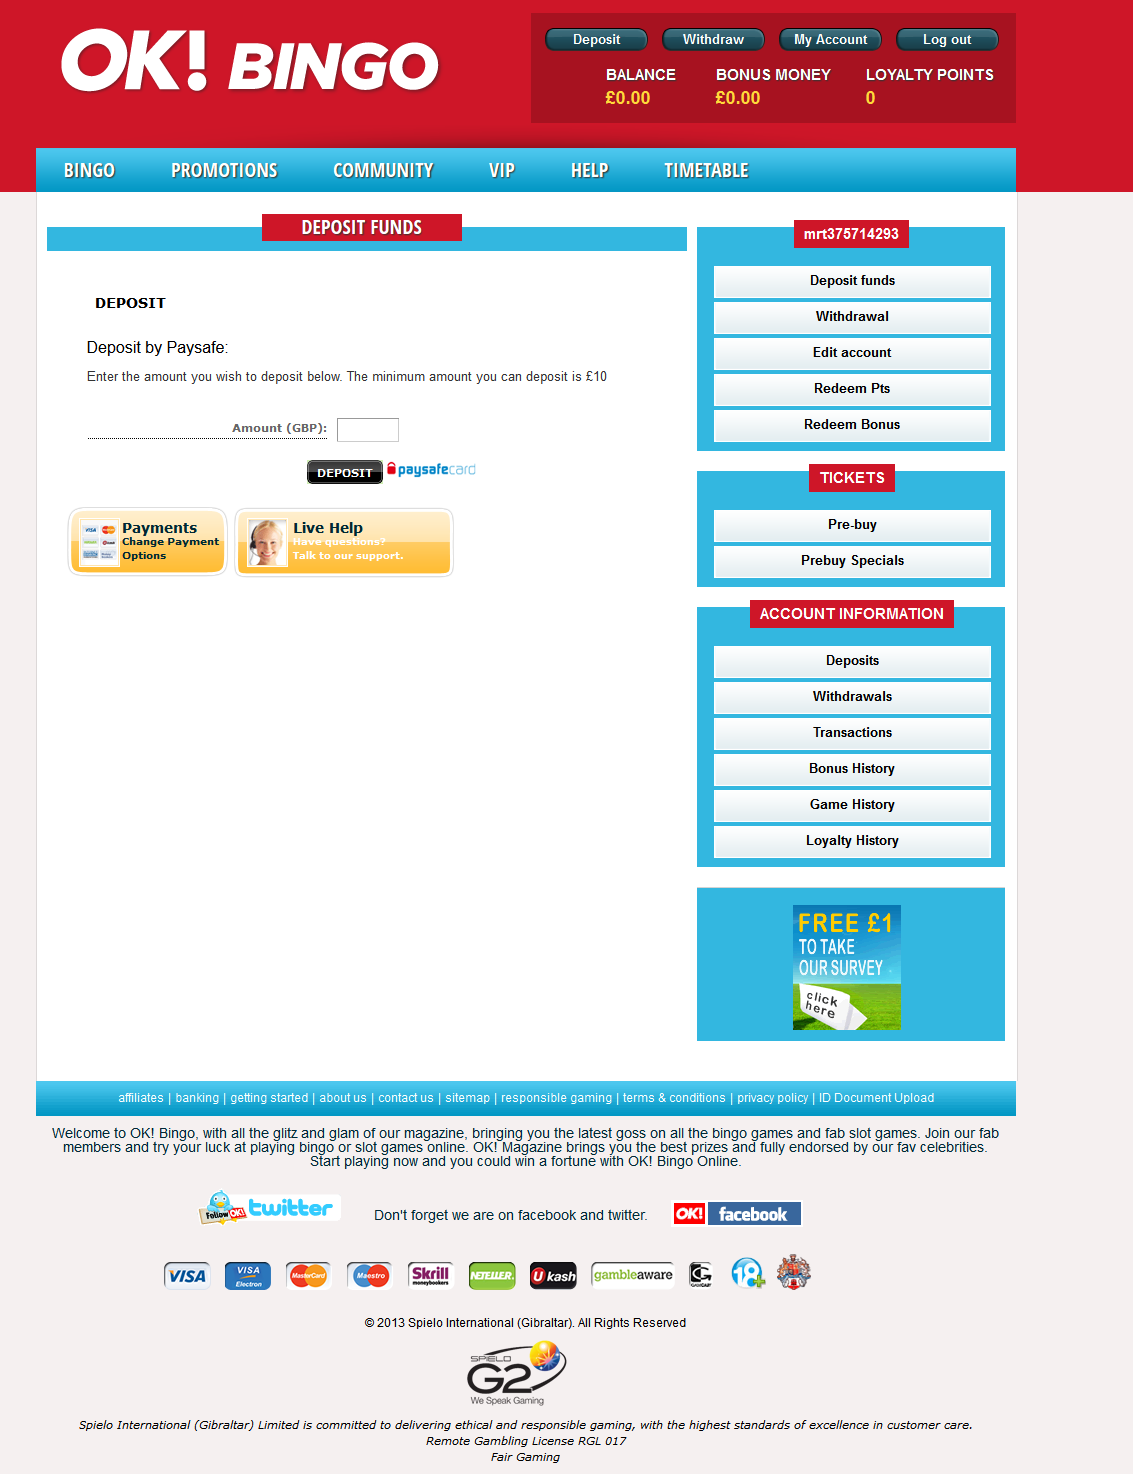 OK! BINGO
Deposit Withdraw My Account Log out
BALANCE BONUS MONEY LOYALTY POINTS
£0.00 £0.00 0
BINGO PROMOTIONS COMMUNITY VIP HELP TIMETABLE
DEPOSIT FUNDS
DEPOSIT
Deposit by Paysafe:
Enter the amount you wish to deposit below. The minimum amount you can deposit is £10
Amount (GBP):
DEPOSIT paysafecard
Payments
Change Payment
Options
Live Help
Have questions?
Talk to our support.
mrt375714293
Deposit funds
Withdrawal
Edit account
Redeem Pts
Redeem Bonus
TICKETS
Pre-buy
Prebuy Specials
ACCOUNT INFORMATION
Deposits
Withdrawals
Transactions
Bonus History
Game History
Loyalty History
FREE £1
TO TAKE
OUR SURVEY
click
here
affiliates | banking | getting started | about us | contact us | sitemap | responsible gaming | terms & conditions | privacy policy | ID Document Upload
Welcome to OK! Bingo, with all the glitz and glam of our magazine, bringing you the latest goss on all the bingo games and fab slot games. Join our fab
members and try your luck at playing bingo or slot games online. OK! Magazine brings you the best prizes and fully endorsed by our fav celebrities.
Start playing now and you could win a fortune with OK! Bingo Online.
Follow OK! twitter Don't forget we are on facebook and twitter. OK! facebook
VISA VISA Electron MasterCard Maestro Skrill moneybookers NETELLER. Ukash gambleaware GAMCARE 18+
© 2013 Spielo International (Gibraltar). All Rights Reserved
SPIELO
G2
We Speak Gaming
Spielo International (Gibraltar) Limited is committed to delivering ethical and responsible gaming, with the highest standards of excellence in customer care.
Remote Gambling License RGL 017
Fair Gaming